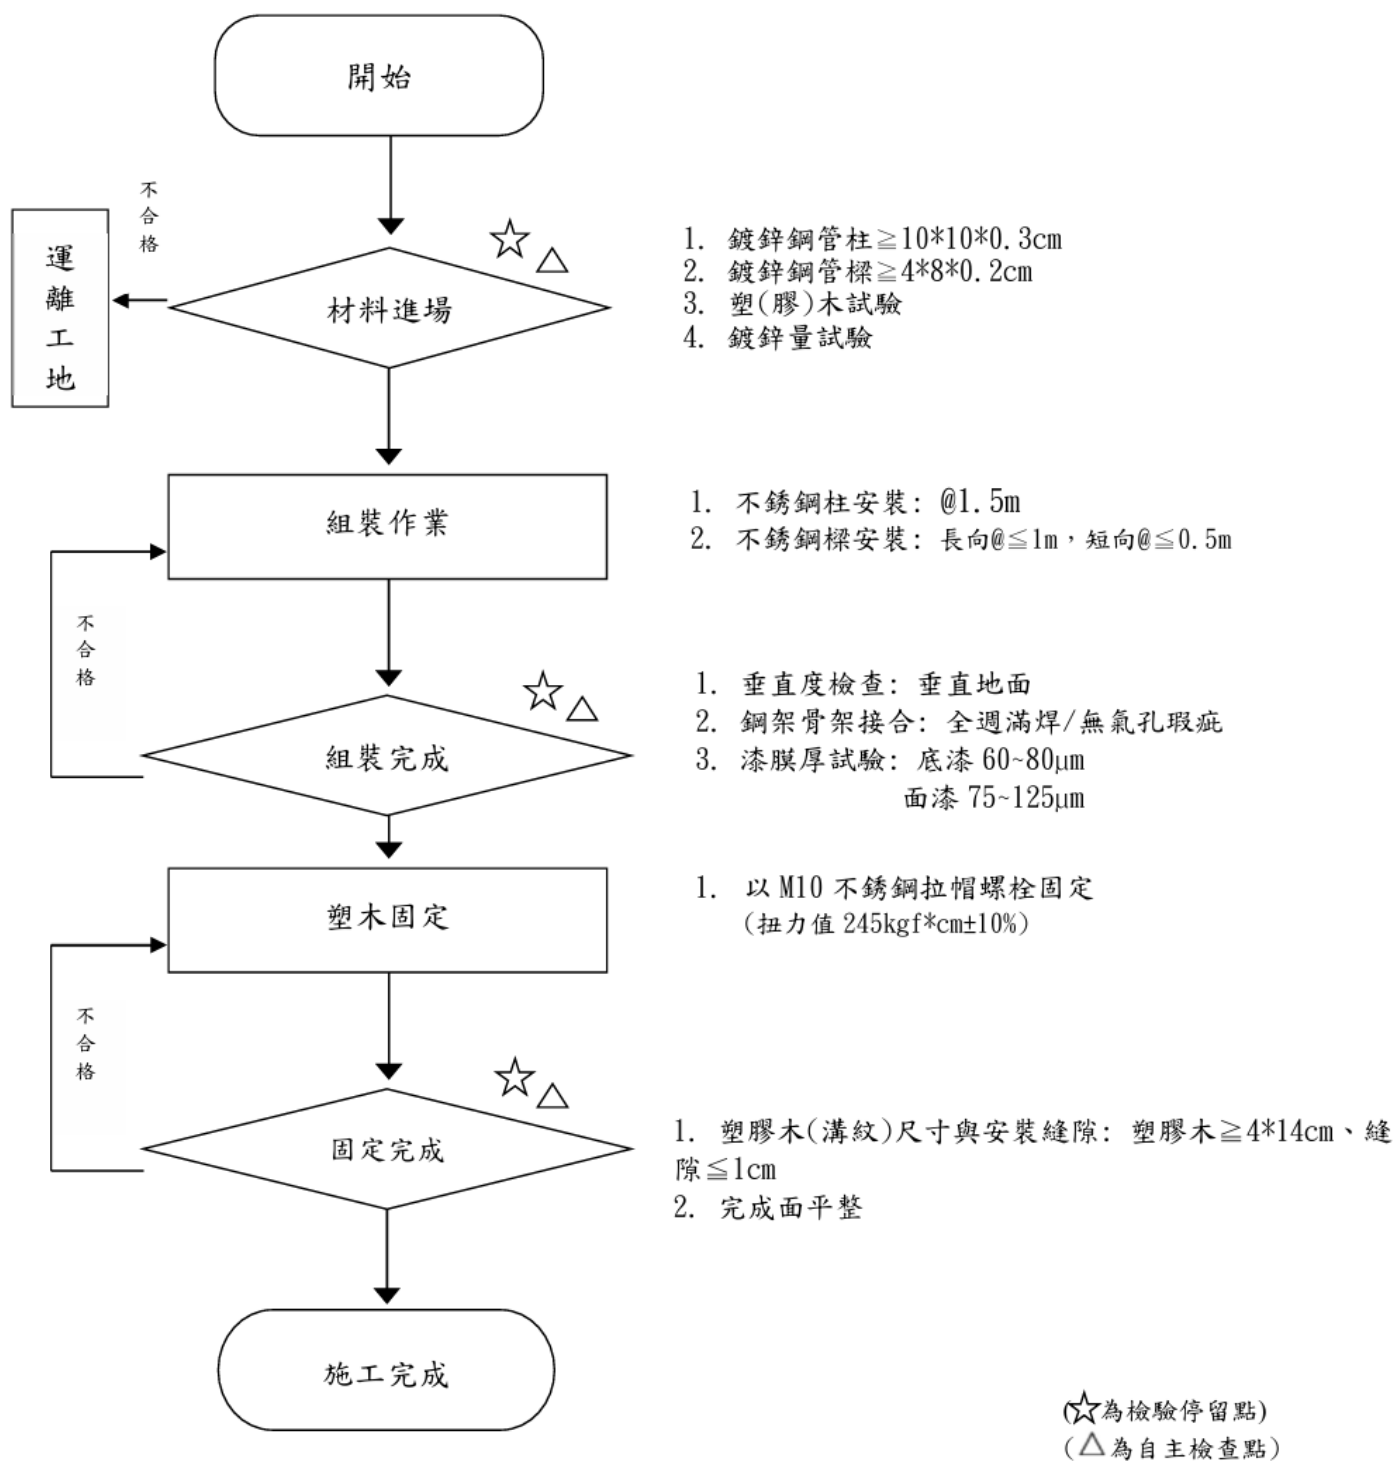 開始
不合格
運離工地
☆
△
材料進場
1. 鍍鋅鋼管柱≧10*10*0.3cm
2. 鍍鋅鋼管樑≧4*8*0.2cm
3. 塑(膠)木試驗
4. 鍍鋅量試驗
組裝作業
1. 不銹鋼柱安裝: @1.5m
2. 不銹鋼樑安裝: 長向@≦1m，短向@≦0.5m
不合格
☆
△
組裝完成
1. 垂直度檢查: 垂直地面
2. 鋼架骨架接合: 全週滿焊/無氣孔瑕疵
3. 漆膜厚試驗: 底漆 60~80μm
面漆 75~125μm
塑木固定
1. 以 M10 不銹鋼拉帽螺栓固定
(扭力值 245kgf*cm±10%)
不合格
☆
△
固定完成
1. 塑膠木(溝紋)尺寸與安裝縫隙: 塑膠木≧4*14cm、縫
隙≦1cm
2. 完成面平整
施工完成
(☆為檢驗停留點)
(△為自主檢查點)